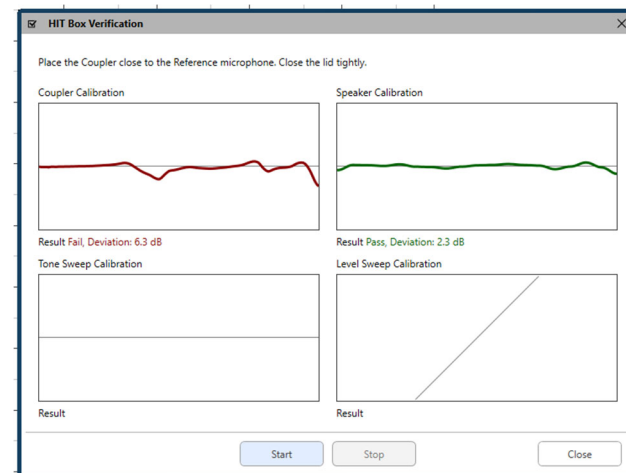 HIT Box Verification
Place the Coupler close to the Reference microphone. Close the lid tightly.
Coupler Calibration
Speaker Calibration
Result Fail, Deviation: 6.3 dB
Result Pass, Deviation: 2.3 dB
Tone Sweep Calibration
Level Sweep Calibration
Result
Result
Start
Stop
Close